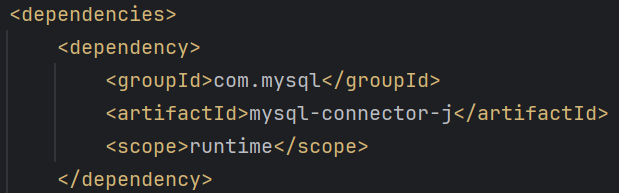 <dependencies>
<dependency>
<groupId>com.mysql</groupId>
<artifactId>mysql-connector-j</artifactId>
<scope>runtime</scope>
</dependency>